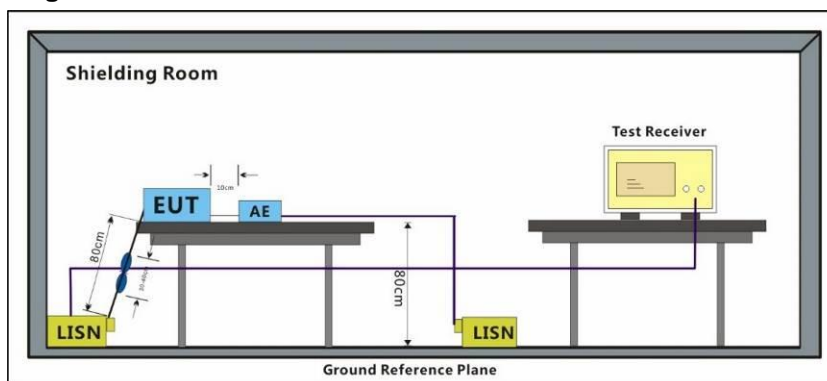 Shielding Room
Test Receiver
10cm
EUT
AE
80cm
80cm
LISN
LISN
Ground Reference Plane